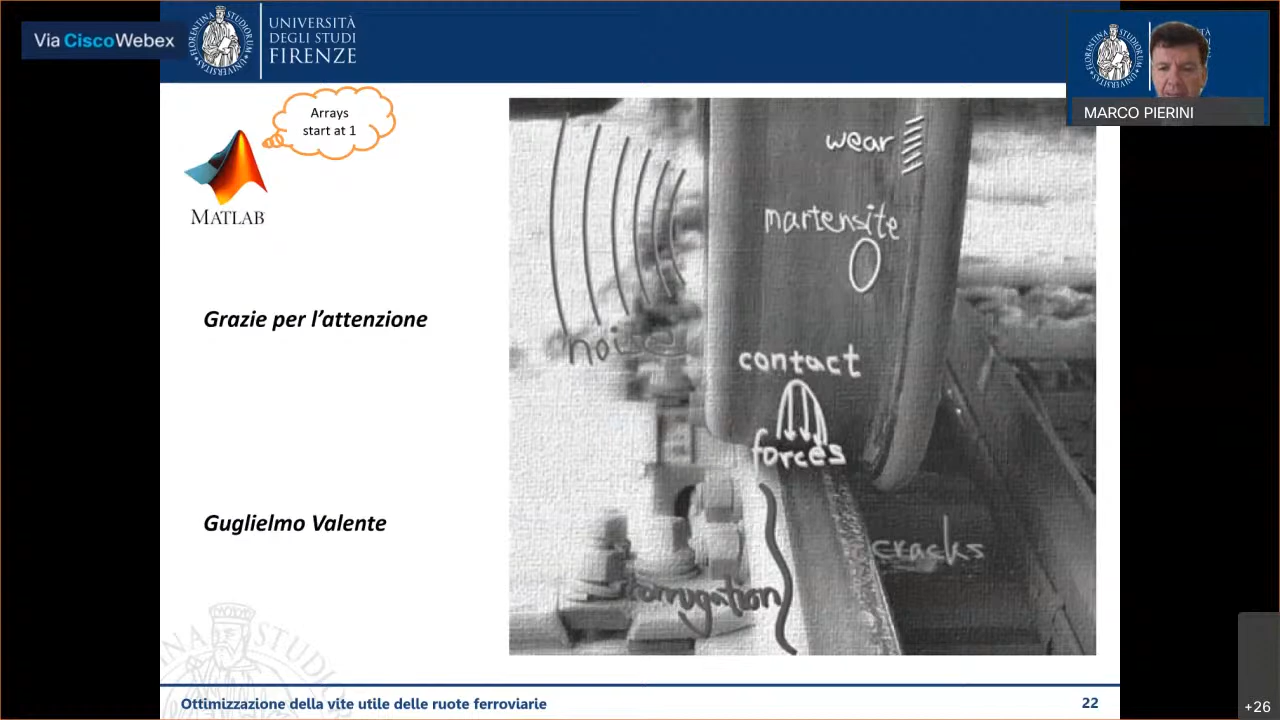 Via CiscoWebex
UNIVERSITÀ
DEGLI STUDI
FIRENZE
MARCO PIERINI
Arrays
start at 1
MATLAB
wear
martensite
noise
contact
forces
cracks
corrugation
Grazie per l'attenzione
Guglielmo Valente
Ottimizzazione della vite utile delle ruote ferroviarie
22
+26